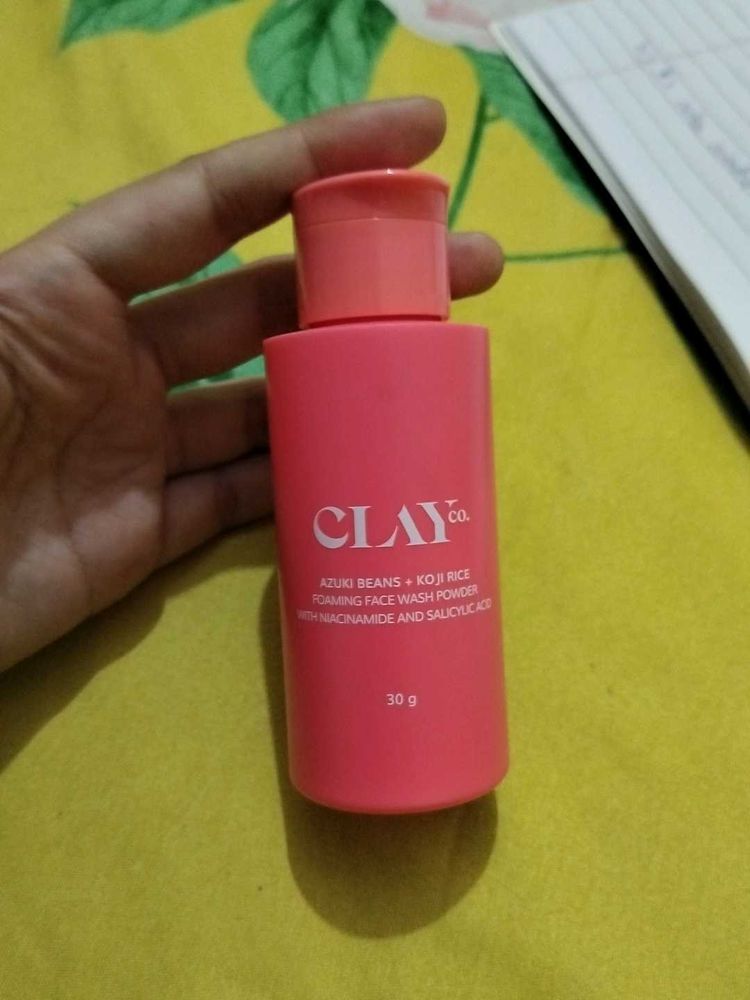 CLAY co.
AZUKI BEANS + KOJI RICE
FOAMING FACE WASH POWDER
WITH NIACINAMIDE AND SALICYLIC ACID
30 g